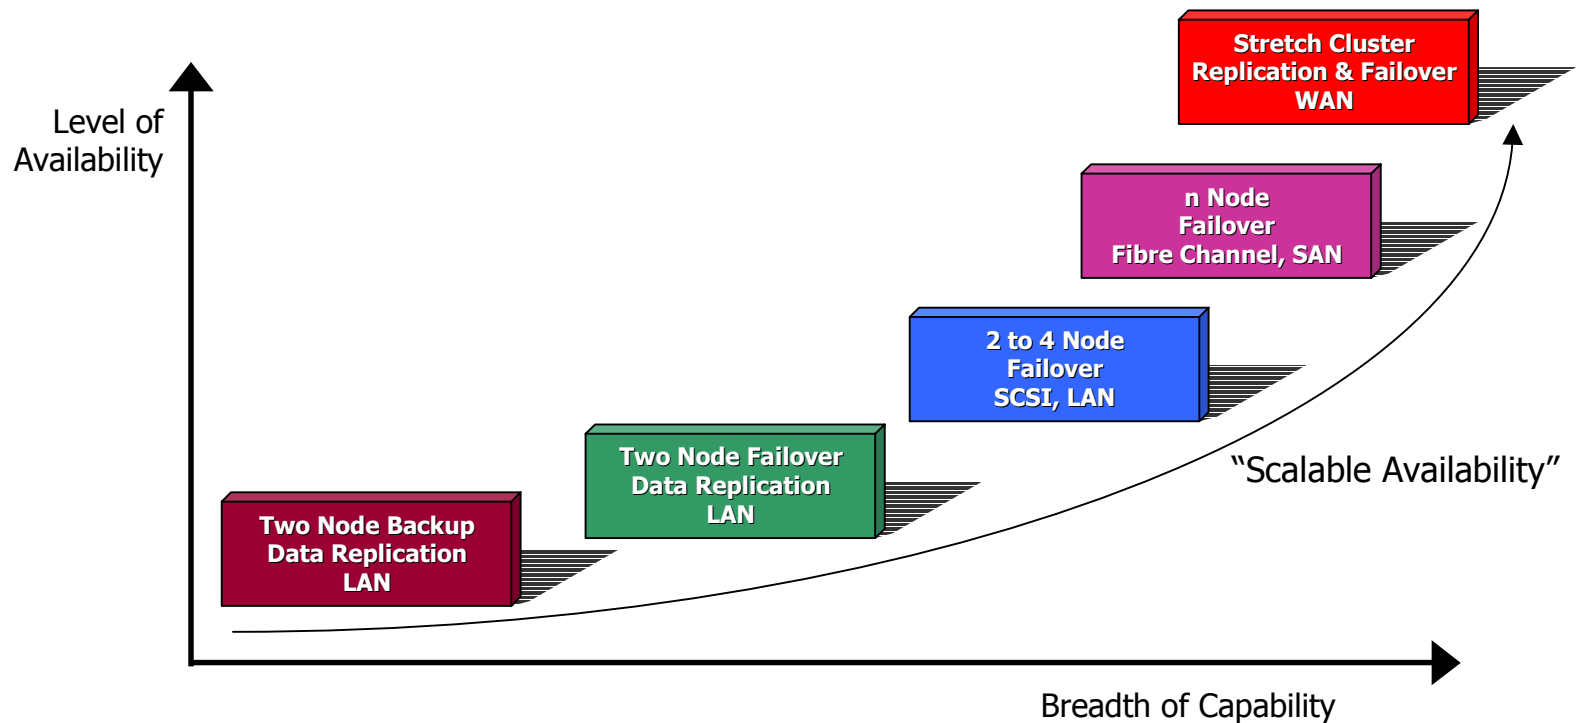 Stretch Cluster
Replication & Failover
WAN
Level of
Availability
n Node
Failover
Fibre Channel, SAN
2 to 4 Node
Failover
SCSI, LAN
Two Node Failover
Data Replication
LAN
“Scalable Availability”
Two Node Backup
Data Replication
LAN
Breadth of Capability